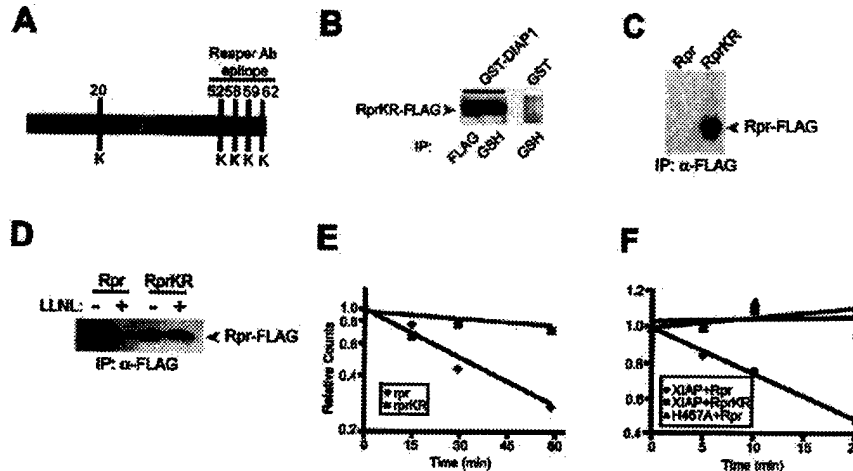 A
Reaper Ab
epitope
20
52 58 59 62
K
K K K K
B
GST-DIAP1
GST
RprKR-FLAG
IP:
FLAG
GSH
GSH
C
Rpr
RprKR
Rpr-FLAG
IP: α-FLAG
D
Rpr
RprKR
LLNL: - + - +
Rpr-FLAG
IP: α-FLAG
E
Relative Counts
1.0
0.8
0.6
0.4
0.2
rpr
rprKR
0 15 30 45 60
Time (min)
F
1.2
1.0
0.8
0.6
0.4
XIAP+Rpr
XIAP+RprKR
H467A+Rpr
0 5 10 15
Time (min)